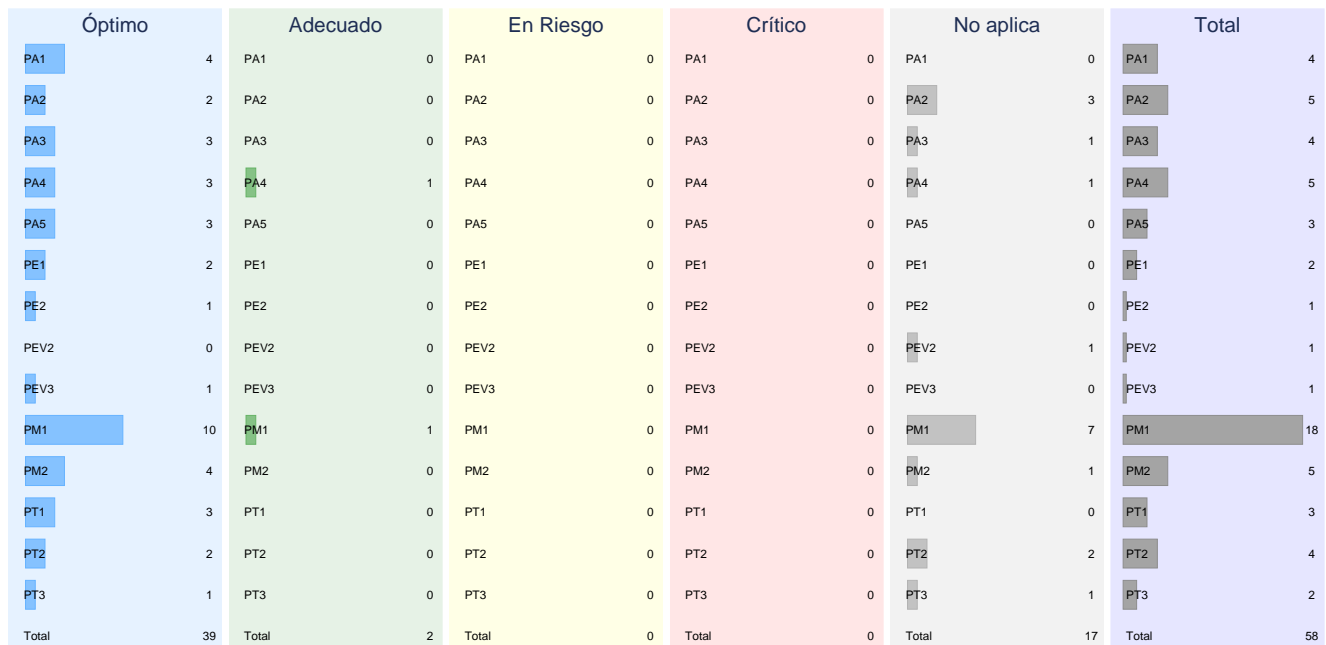 Óptimo Adecuado En Riesgo Crítico No aplica Total
PA1 4 PA1 0 PA1 0 PA1 0 PA1 0 PA1 4
PA2 2 PA2 0 PA2 0 PA2 0 PA2 3 PA2 5
PA3 3 PA3 0 PA3 0 PA3 0 PA3 1 PA3 4
PA4 3 PA4 1 PA4 0 PA4 0 PA4 1 PA4 5
PA5 3 PA5 0 PA5 0 PA5 0 PA5 0 PA5 3
PE1 2 PE1 0 PE1 0 PE1 0 PE1 0 PE1 2
PE2 1 PE2 0 PE2 0 PE2 0 PE2 0 PE2 1
PEV2 0 PEV2 0 PEV2 0 PEV2 0 PEV2 1 PEV2 1
PEV3 1 PEV3 0 PEV3 0 PEV3 0 PEV3 0 PEV3 1
PM1 10 PM1 1 PM1 0 PM1 0 PM1 7 PM1 18
PM2 4 PM2 0 PM2 0 PM2 0 PM2 1 PM2 5
PT1 3 PT1 0 PT1 0 PT1 0 PT1 0 PT1 3
PT2 2 PT2 0 PT2 0 PT2 0 PT2 2 PT2 4
PT3 1 PT3 0 PT3 0 PT3 0 PT3 1 PT3 2
Total 39 Total 2 Total 0 Total 0 Total 17 Total 58